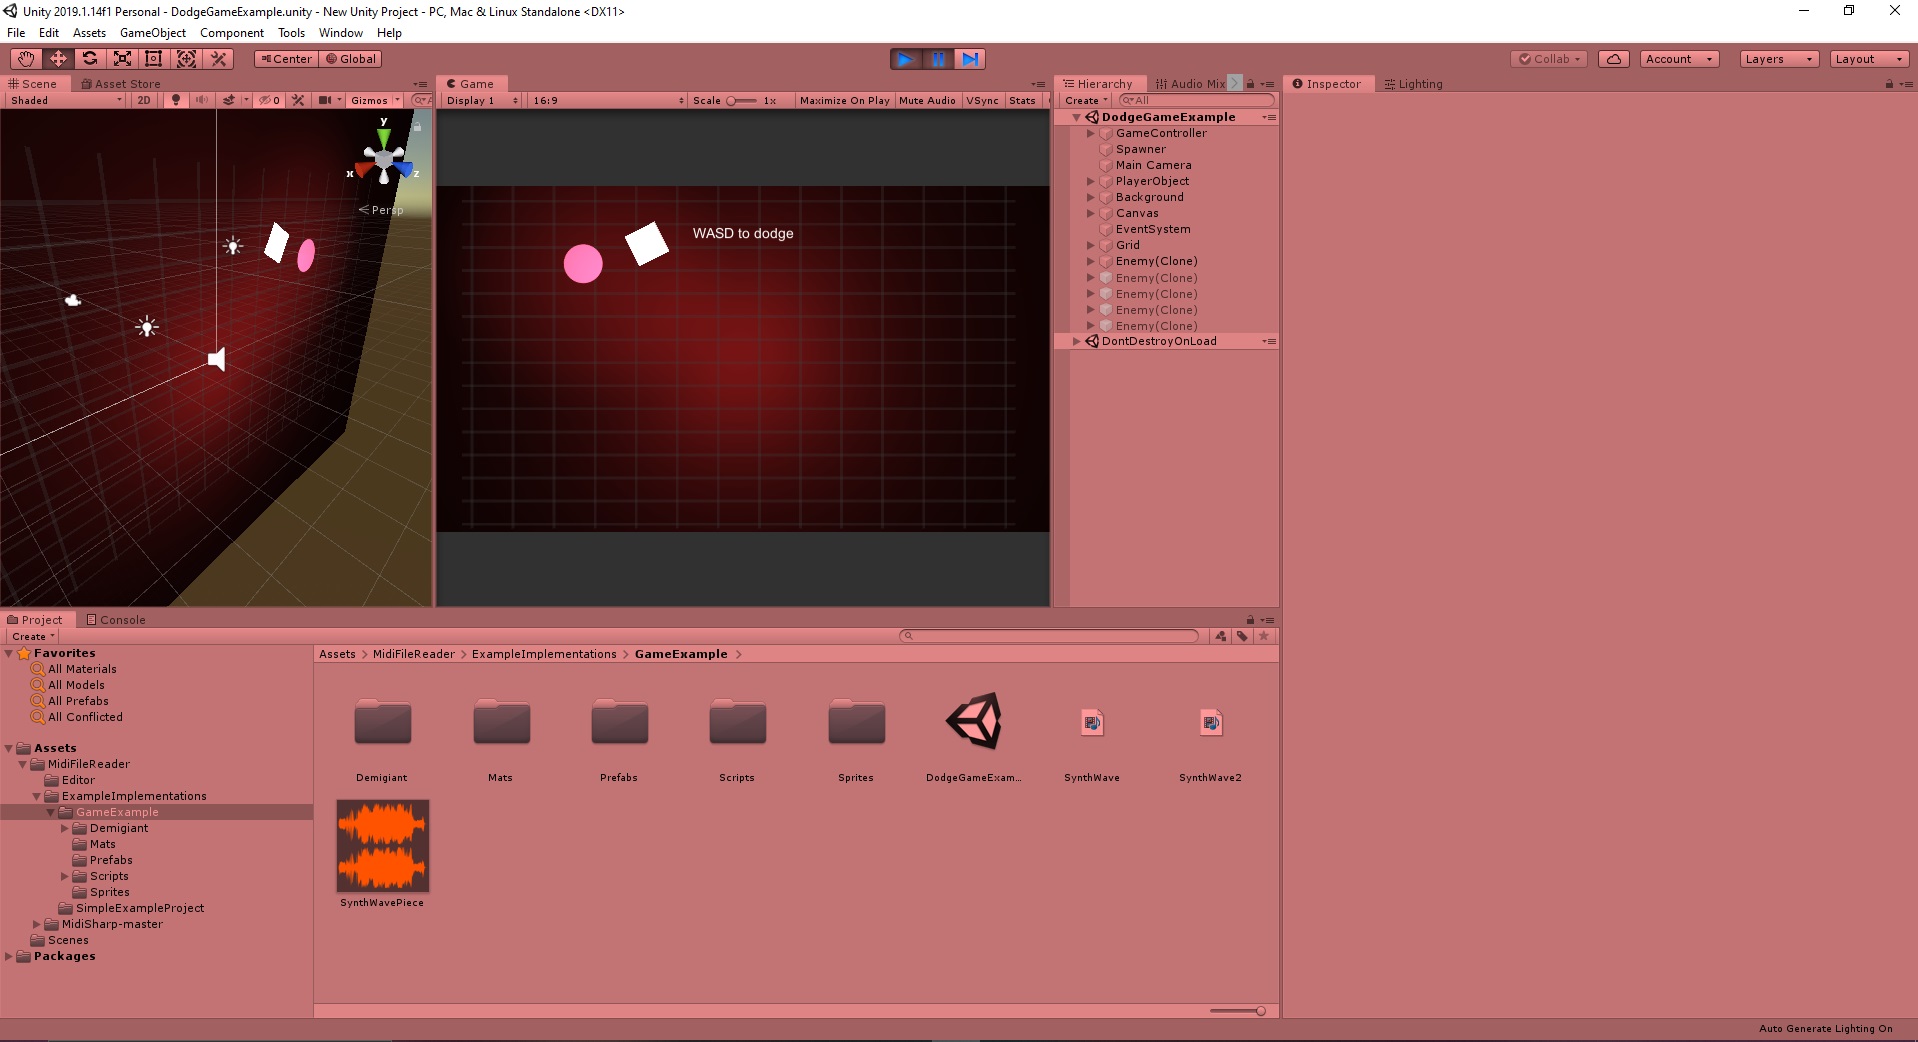 Unity 2019.1.14f1 Personal - DodgeGameExample.unity - New Unity Project - PC, Mac & Linux Standalone <DX11>
File Edit Assets GameObject Component Tools Window Help
Center Global Collab Account Layers Layout
Scene Asset Store
Shaded 2D 0 Gizmos
y
x z
Persp
Game
Display 1 16:9 Scale 1x Maximize On Play Mute Audio VSync Stats
WASD to dodge
Hierarchy Audio Mix
Create All
DodgeGameExample
GameController
Spawner
Main Camera
PlayerObject
Background
Canvas
EventSystem
Grid
Enemy(Clone)
Enemy(Clone)
Enemy(Clone)
Enemy(Clone)
Enemy(Clone)
DontDestroyOnLoad
Inspector Lighting
Project Console
Create
Favorites
All Materials
All Models
All Prefabs
All Conflicted
Assets
MidiFileReader
Editor
ExampleImplementations
GameExample
Demigiant
Mats
Prefabs
Scripts
Sprites
SimpleExampleProject
MidiSharp-master
Scenes
Packages
Assets > MidiFileReader > ExampleImplementations > GameExample >
Demigiant Mats Prefabs Scripts Sprites DodgeGameExam... SynthWave SynthWave2
SynthWavePiece
Auto Generate Lighting On